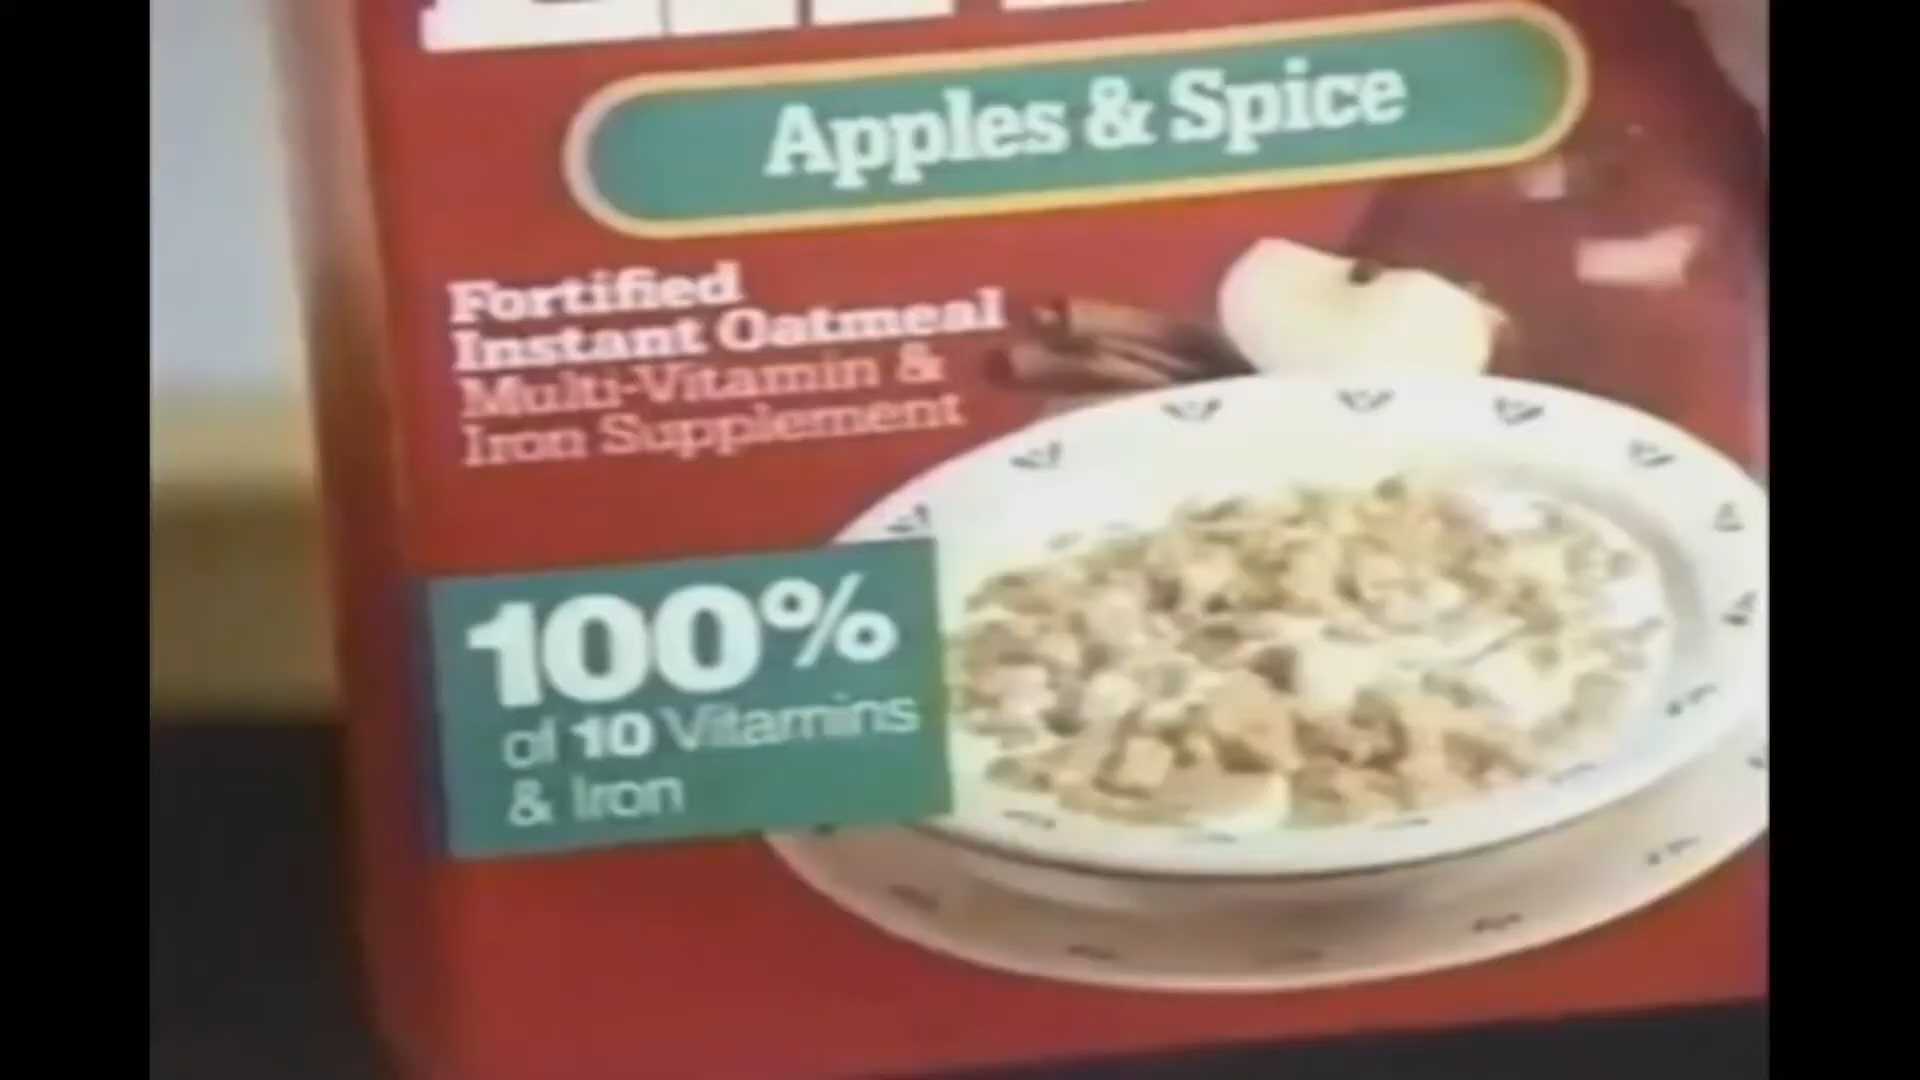 Apples & Spice
Fortified
Instant Oatmeal
Multi-Vitamin &
Iron Supplement
100%
of 10 Vitamins
& Iron